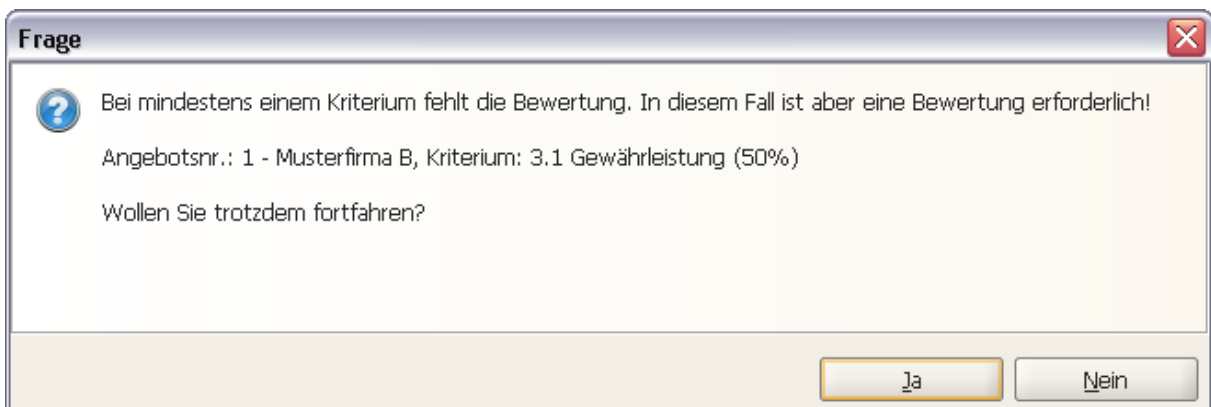 Frage
Bei mindestens einem Kriterium fehlt die Bewertung. In diesem Fall ist aber eine Bewertung erforderlich!
Angebotsnr.: 1 - Musterfirma B, Kriterium: 3.1 Gewährleistung (50%)
Wollen Sie trotzdem fortfahren?
Ja
Nein